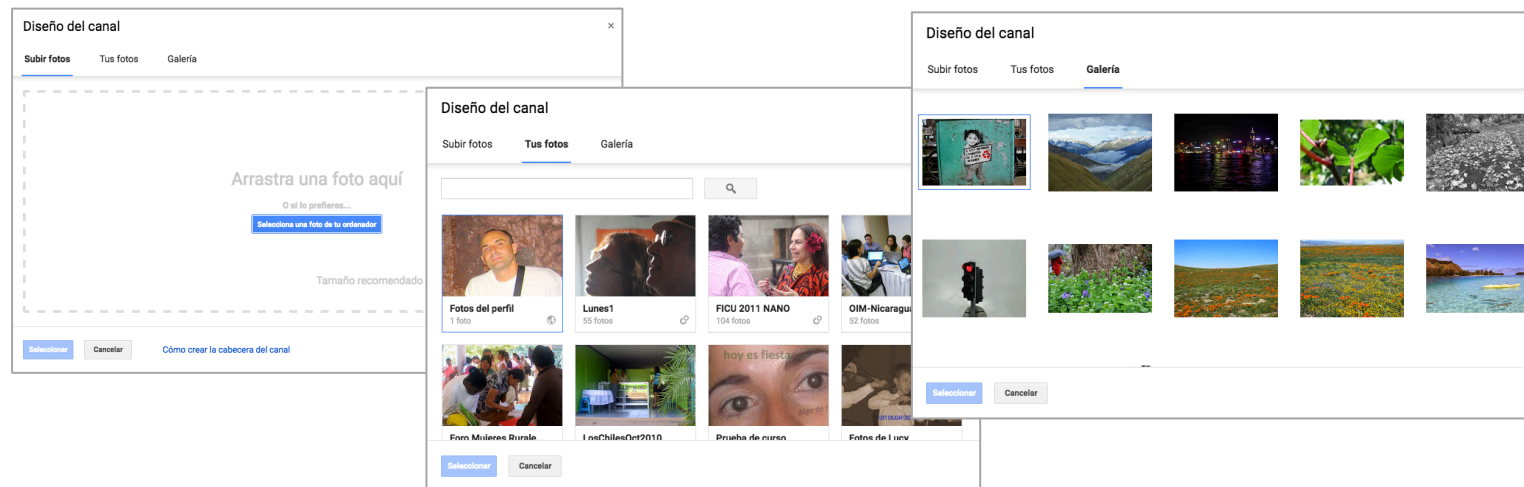 Diseño del canal
×
Subir fotos Tus fotos Galería
Arrastra una foto aquí
O si lo prefieres...
Selecciona una foto de tu ordenador
Tamaño recomendado
Seleccionar Cancelar Cómo crear la cabecera del canal
Diseño del canal
Subir fotos Tus fotos Galería
Fotos del perfil
1 foto
Lunes1
55 fotos
FICU 2011 NANO
104 fotos
OIM-Nicaragu
52 fotos
hoy es fiesta
Algo de
Foro Mujeres Rurale...
LosChilesOct2010
Prueba de curso
Fotos de Lucy
Seleccionar Cancelar
Diseño del canal
Subir fotos Tus fotos Galería
Seleccionar Cancelar